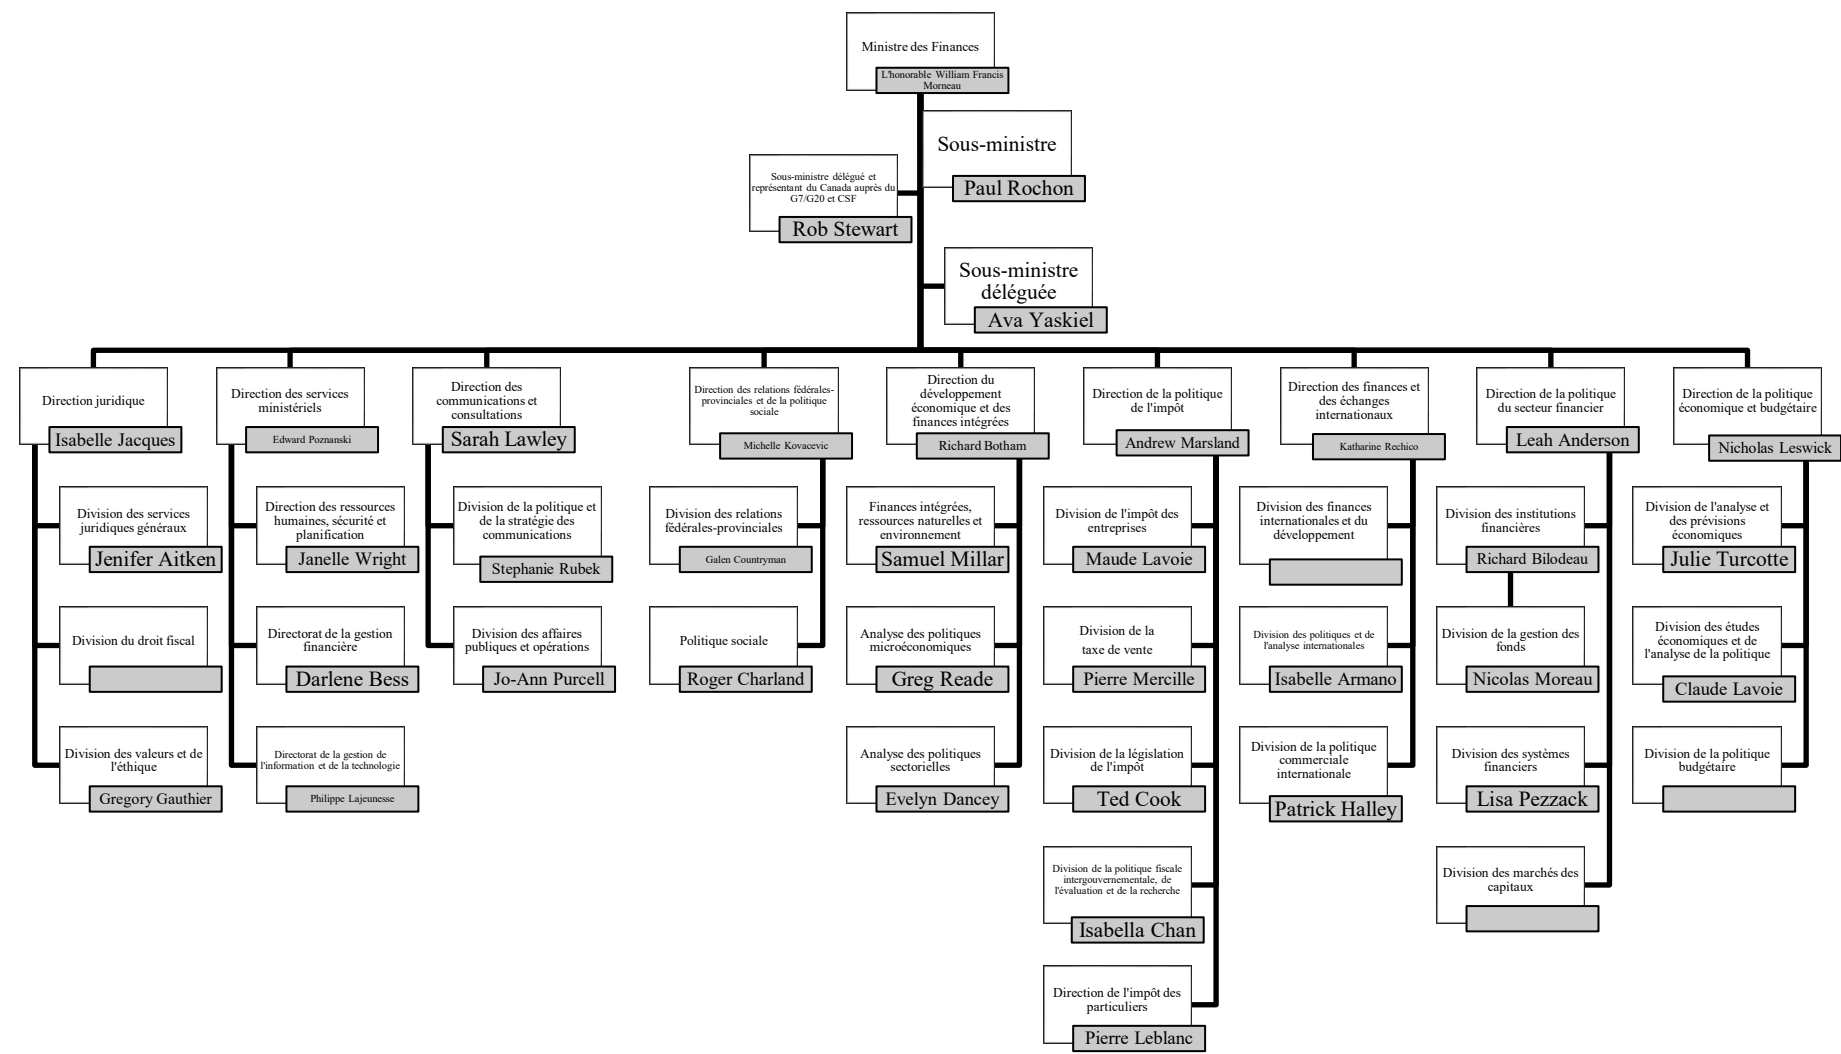 Ministre des Finances
L'honorable William Francis
Morneau
Sous-ministre
Paul Rochon
Sous-ministre délégué et
représentant du Canada auprès du
G7/G20 et CSF
Rob Stewart
Sous-ministre
déléguée
Ava Yaskiel
Direction juridique
Isabelle Jacques
Division des services
juridiques généraux
Jenifer Aitken
Division du droit fiscal
Division des valeurs et de
l'éthique
Gregory Gauthier
Direction des services
ministériels
Edward Poznanski
Direction des ressources
humaines, sécurité et
planification
Janelle Wright
Directorat de la gestion
financière
Darlene Bess
Directorat de la gestion de
l'information et de la technologie
Philippe Lajeunesse
Direction des
communications et
consultations
Sarah Lawley
Division de la politique et
de la stratégie des
communications
Stephanie Rubek
Division des affaires
publiques et opérations
Jo-Ann Purcell
Direction des relations fédérales-
provinciales et de la politique
sociale
Michelle Kovacevic
Division des relations
fédérales-provinciales
Galen Countryman
Politique sociale
Roger Charland
Direction du
développement
économique et des
finances intégrées
Richard Botham
Finances intégrées,
ressources naturelles et
environnement
Samuel Millar
Analyse des politiques
microéconomiques
Greg Reade
Analyse des politiques
sectorielles
Evelyn Dancey
Direction de la politique
de l'impôt
Andrew Marsland
Division de l'impôt des
entreprises
Maude Lavoie
Division de la
taxe de vente
Pierre Mercille
Division de la législation
de l'impôt
Ted Cook
Division de la politique fiscale
intergouvernementale, de
l'évaluation et de la recherche
Isabella Chan
Direction de l'impôt des
particuliers
Pierre Leblanc
Direction des finances et
des échanges
internationaux
Katharine Rechico
Division des finances
internationales et du
développement
Division des politiques et de
l'analyse internationales
Isabelle Armano
Division de la politique
commerciale
internationale
Patrick Halley
Direction de la politique
du secteur financier
Leah Anderson
Division des institutions
financières
Richard Bilodeau
Division de la gestion des
fonds
Nicolas Moreau
Division des systèmes
financiers
Lisa Pezzack
Division des marchés des
capitaux
Direction de la politique
économique et budgétaire
Nicholas Leswick
Division de l'analyse et
des prévisions
économiques
Julie Turcotte
Division des études
économiques et de
l'analyse de la politique
Claude Lavoie
Division de la politique
budgétaire